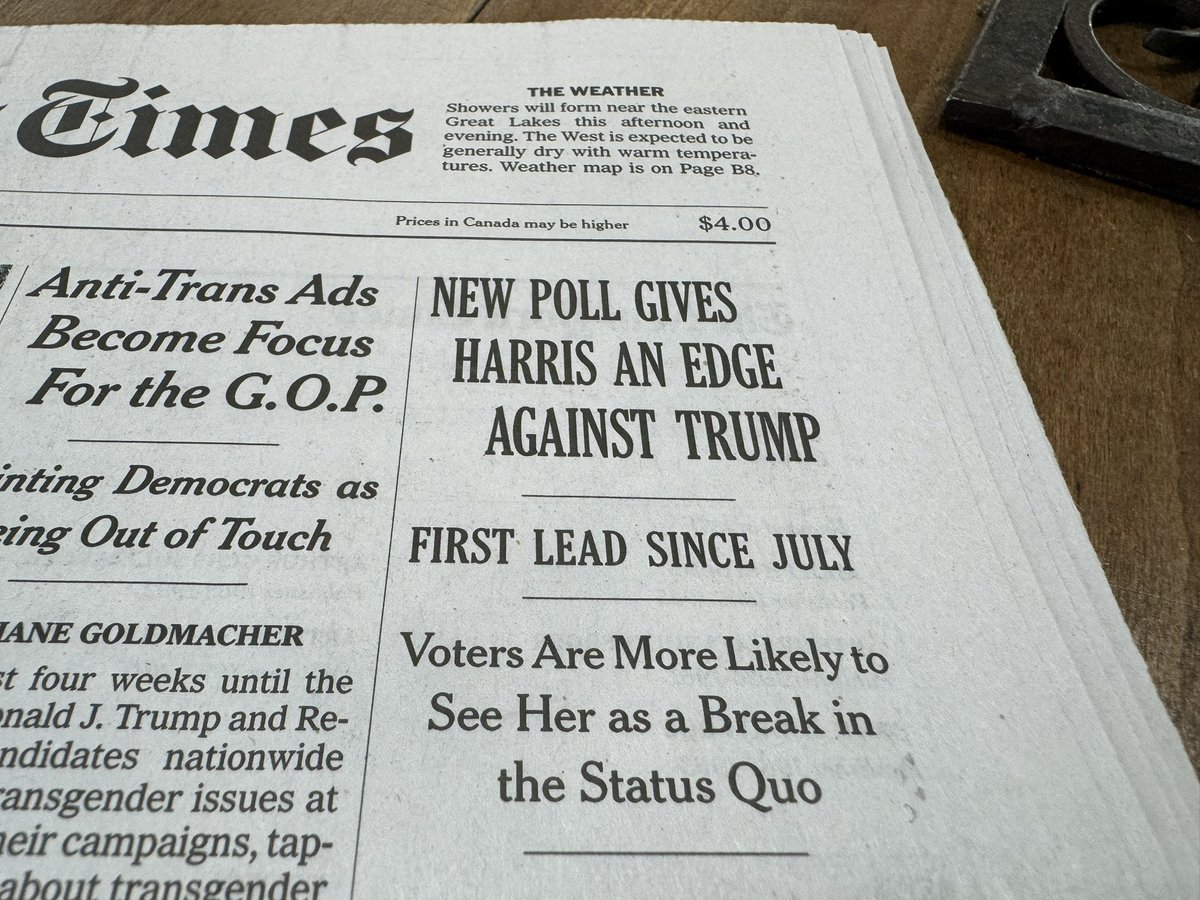 Times
THE WEATHER
Showers will form near the eastern
Great Lakes this afternoon and
evening. The West is expected to be
generally dry with warm tempera-
tures. Weather map is on Page B8.
Prices in Canada may be higher $4.00
Anti-Trans Ads
Become Focus
For the G.O.P.
inting Democrats as
eing Out of Touch
HANE GOLDMACHER
st four weeks until the
onald J. Trump and Re-
ndidates nationwide
ransgender issues at
heir campaigns, tap-
about transgender
NEW POLL GIVES
HARRIS AN EDGE
AGAINST TRUMP
FIRST LEAD SINCE JULY
Voters Are More Likely to
See Her as a Break in
the Status Quo